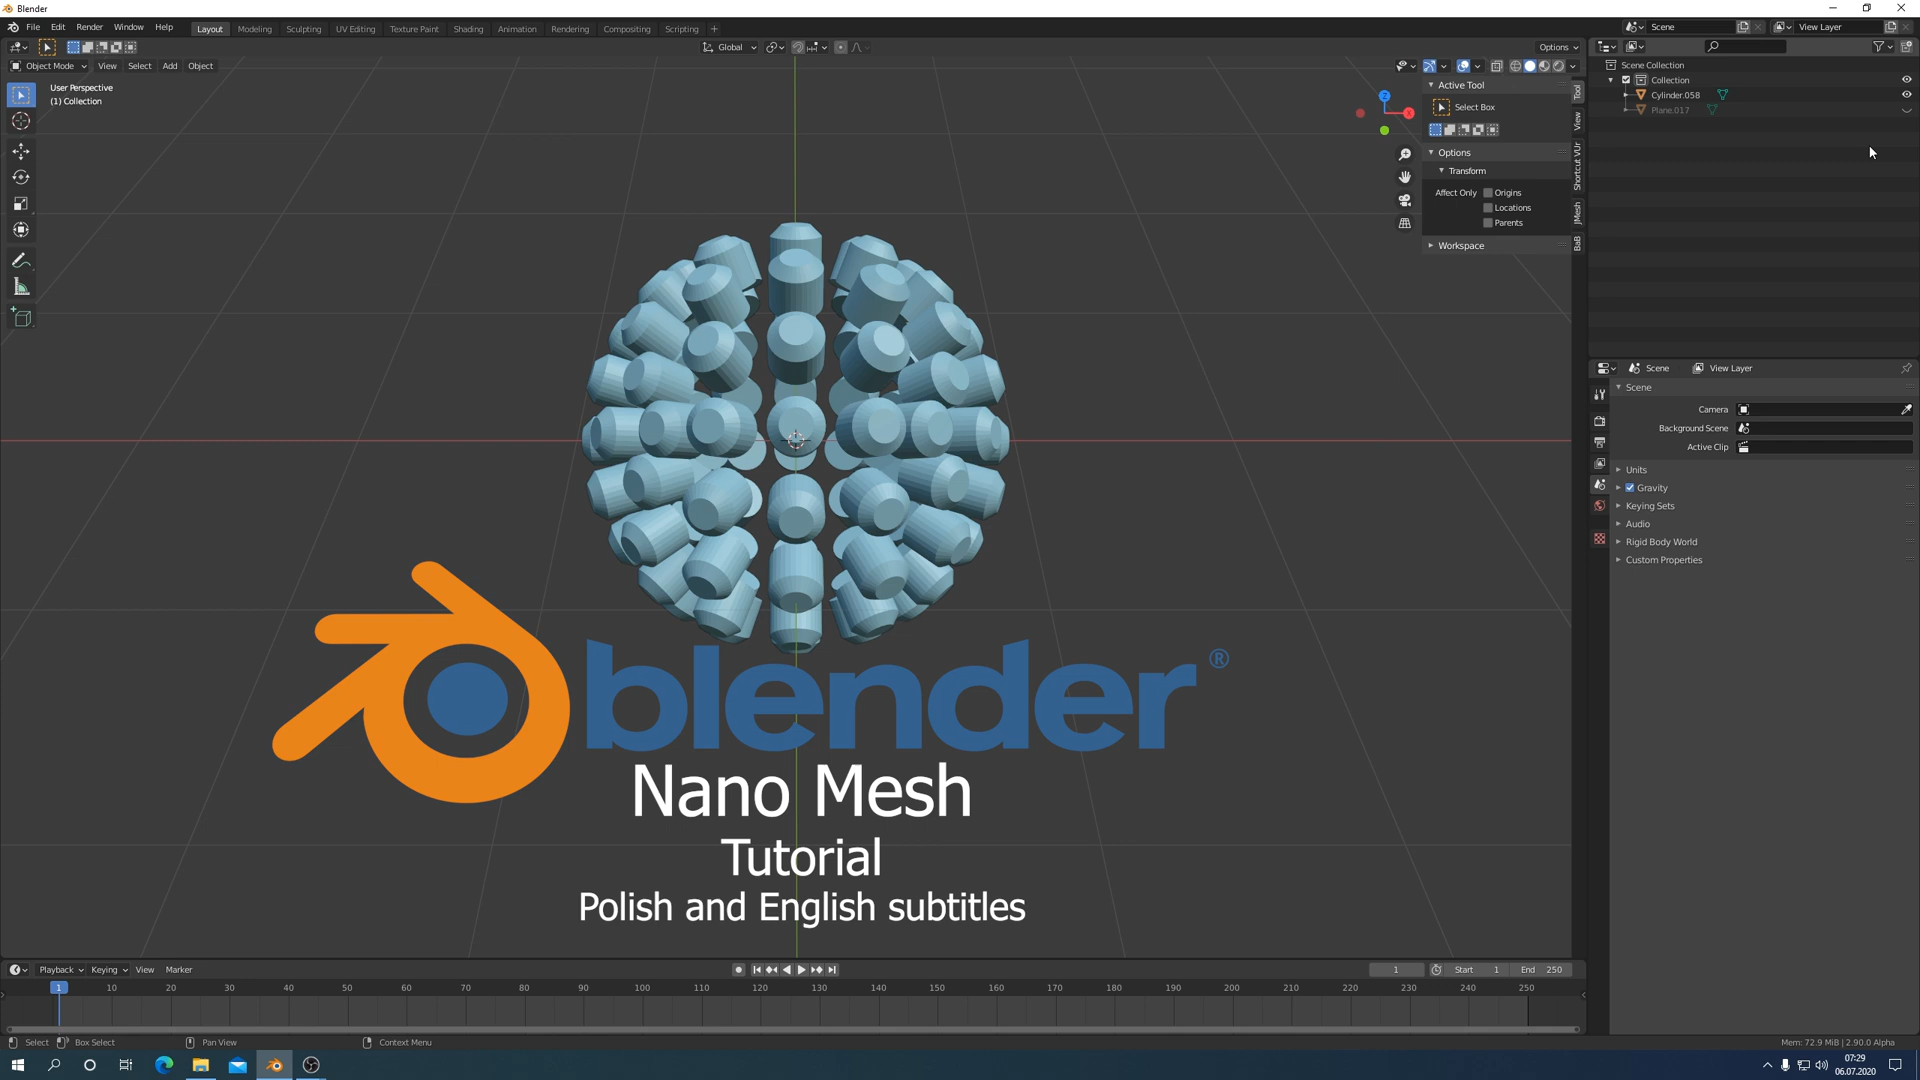 Blender
File Edit Render Window Help Layout Modeling Sculpting UV Editing Texture Paint Shading Animation Rendering Compositing Scripting + Scene View Layer
Global Options
Object Mode View Select Add Object
User Perspective
(1) Collection
Z
X
Active Tool
Select Box
Options
Transform
Affect Only Origins
Locations
Parents
Workspace
Tool
View
Shortcut VUr
JMesh
BaB
Scene Collection
Collection
Cylinder.058
Plane.017
Scene View Layer
Scene
Camera
Background Scene
Active Clip
Units
Gravity
Keying Sets
Audio
Rigid Body World
Custom Properties
blender®
Nano Mesh
Tutorial
Polish and English subtitles
Playback Keying View Marker 1 Start 1 End 250
1 10 20 30 40 50 60 70 80 90 100 110 120 130 140 150 160 170 180 190 200 210 220 230 240 250
Select Box Select Pan View Context Menu Mem: 72.9 MiB | 2.90.0 Alpha
07:29
06.07.2020